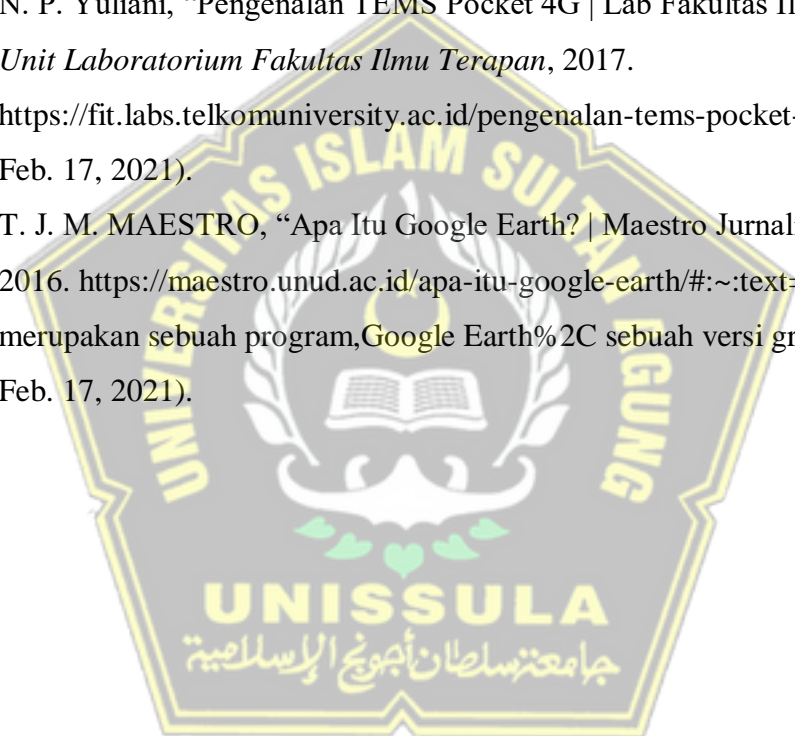 N. P. Yuliani, “Pengenalan TEMS Pocket 4G | Lab Fakultas Il
Unit Laboratorium Fakultas Ilmu Terapan, 2017.
https://fit.labs.telkomuniversity.ac.id/pengenalan-tems-pocket-
Feb. 17, 2021).
T. J. M. MAESTRO, “Apa Itu Google Earth? | Maestro Jurnal
2016. https://maestro.unud.ac.id/apa-itu-google-earth/#:~:text=
merupakan sebuah program,Google Earth%2C sebuah versi gr
Feb. 17, 2021).
UNIVERSITAS ISLAM SULTAN AGUNG
UNISSULA
جامعة سلطان أجونج الإسلامية